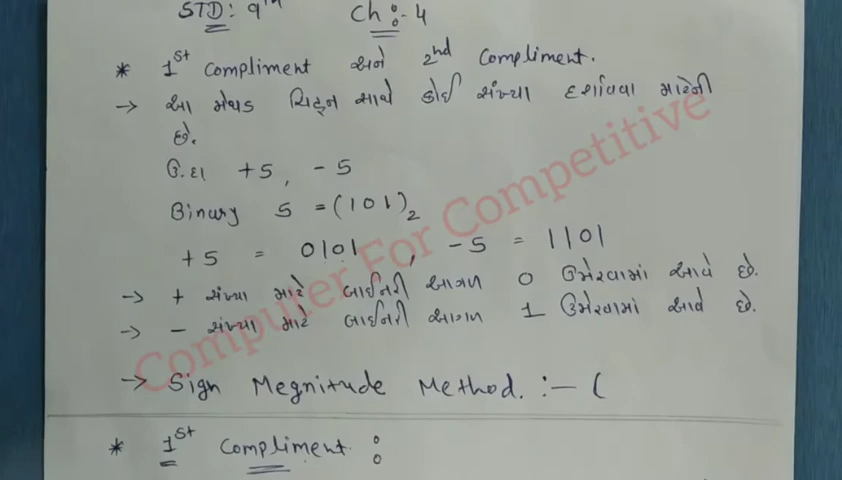 STD: 9th Ch :- 4
* 1st Compliment અને 2nd Compliment.
→ આ મેથડ ચિહ્ન સાથે કોઈ સંખ્યા દર્શાવવા માટેની
છે.
ઉ.દા +5, -5
Binary 5 = (101)2
+5 = 0101, -5 = 1101
→ + સંખ્યા માટે બાઈનરી આગળ 0 ઉમેરવામાં આવે છે.
→ - સંખ્યા માટે બાઈનરી આગળ 1 ઉમેરવામાં આવે છે.
→ Sign Megnitude Method. :- (
* 1st Compliment :
Computer For Competitive